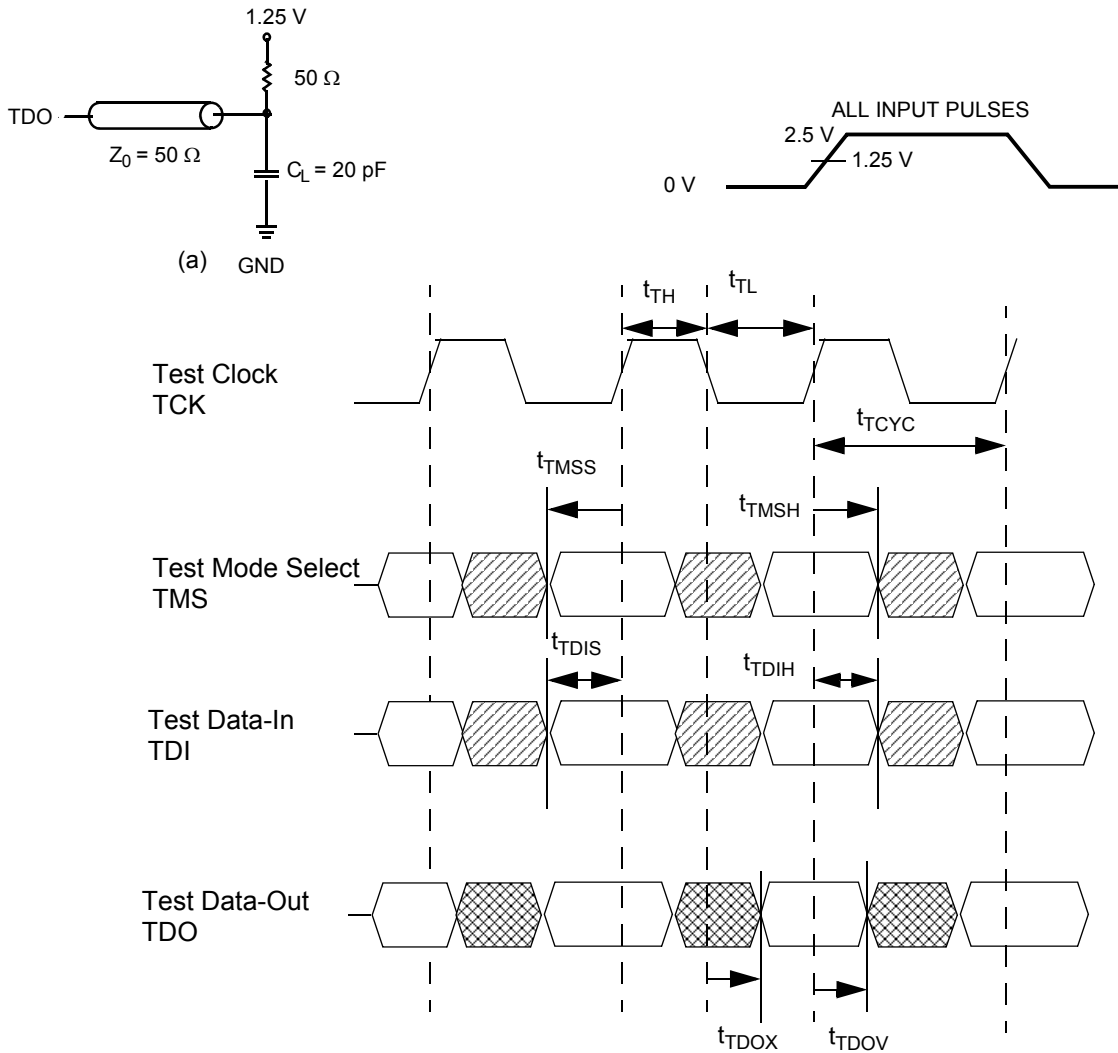 1.25 V
50 Ω
TDO
Z0 = 50 Ω
CL = 20 pF
(a)
GND
ALL INPUT PULSES
2.5 V
1.25 V
0 V
tTH
tTL
Test Clock
TCK
tTCYC
tTMSS
tTMSH
Test Mode Select
TMS
tTDIS
tTDIH
Test Data-In
TDI
Test Data-Out
TDO
tTDOX
tTDOV